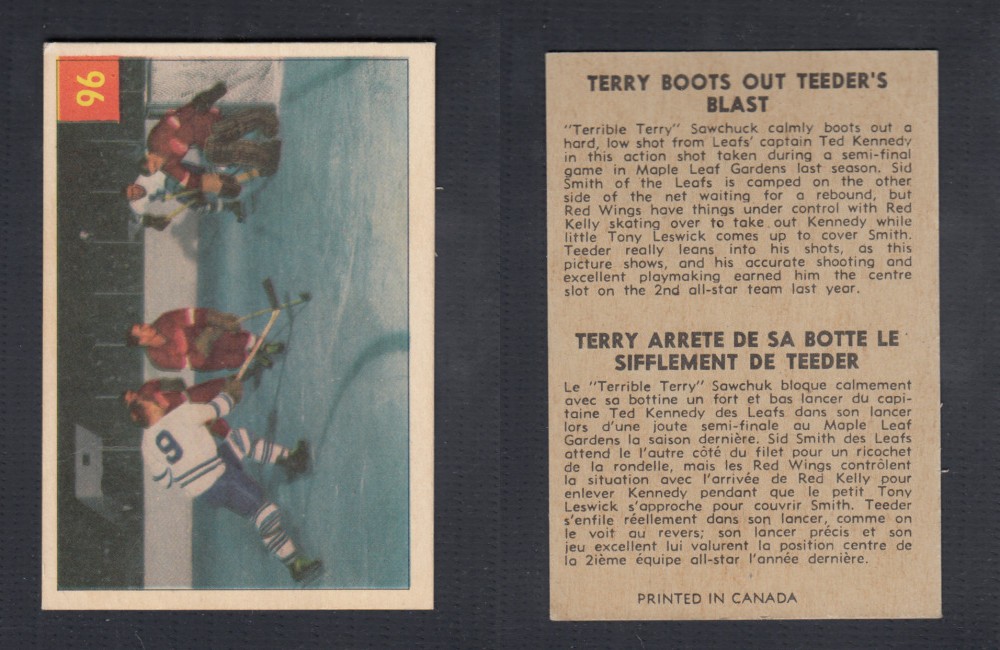 96
9
TERRY BOOTS OUT TEEDER'S
BLAST
"Terrible Terry" Sawchuck calmly boots out a
hard, low shot from Leafs' captain Ted Kennedy
in this action shot taken during a semi-final
game in Maple Leaf Gardens last season. Sid
Smith of the Leafs is camped on the other
side of the net waiting for a rebound, but
Red Wings have things under control with Red
Kelly skating over to take out Kennedy while
little Tony Leswick comes up to cover Smith.
Teeder really leans into his shots, as this
picture shows, and his accurate shooting and
excellent playmaking earned him the centre
slot on the 2nd all-star team last year.
TERRY ARRETE DE SA BOTTE LE
SIFFLEMENT DE TEEDER
Le "Terrible Terry" Sawchuk bloque calmement
avec sa bottine un fort et bas lancer du capi-
taine Ted Kennedy des Leafs dans son lancer
lors d'une joute semi-finale au Maple Leaf
Gardens la saison dernière. Sid Smith des Leafs
attend le l'autre côté du filet pour un ricochet
de la rondelle, mais les Red Wings contrôlent
la situation avec l'arrivée de Red Kelly pour
enlever Kennedy pendant que le petit Tony
Leswick s'approche pour couvrir Smith. Teeder
s'enfile réellement dans son lancer, comme on
le voit au revers; son lancer précis et son
jeu excellent lui valurent la position centre de
la 2ième équipe all-star l'année dernière.
PRINTED IN CANADA